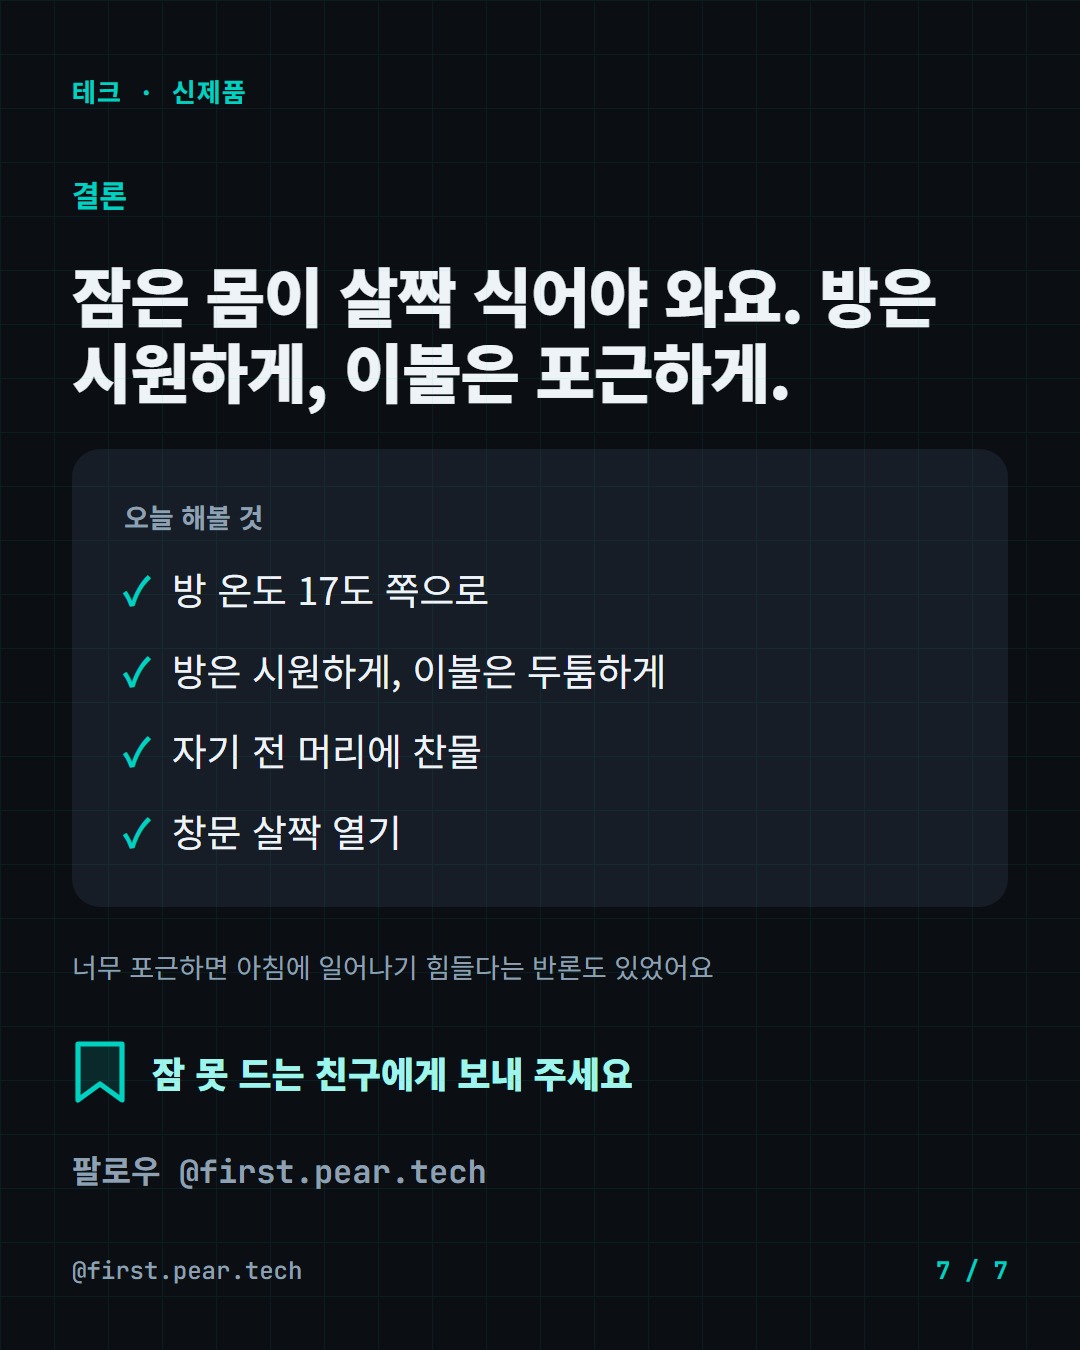 테크 · 신제품
결론
잠은 몸이 살짝 식어야 와요. 방은
시원하게, 이불은 포근하게.
오늘 해볼 것
✓ 방 온도 17도 쪽으로
✓ 방은 시원하게, 이불은 두툼하게
✓ 자기 전 머리에 찬물
✓ 창문 살짝 열기
너무 포근하면 아침에 일어나기 힘들다는 반론도 있었어요
잠 못 드는 친구에게 보내 주세요
팔로우 @first.pear.tech
@first.pear.tech
7 / 7